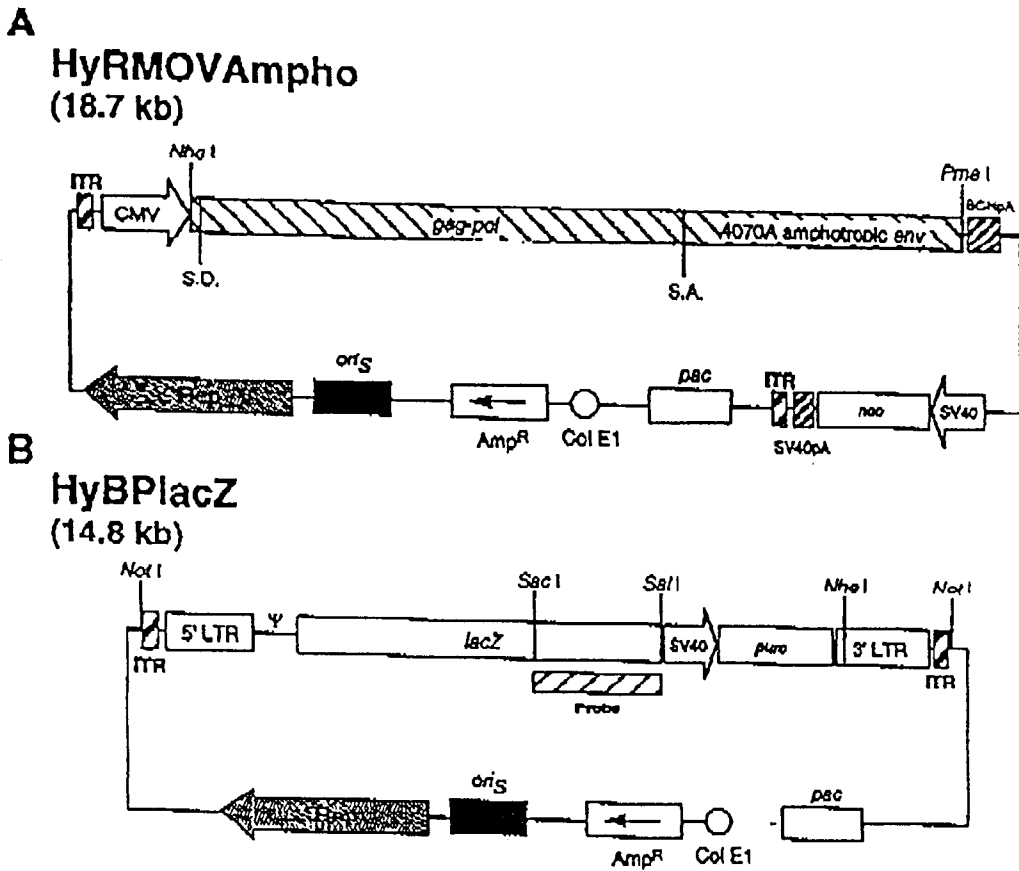 A
HyRMOVAmpho
(18.7 kb)
Nhe I
Pme I
ITR
CMV
gag-pol
4070A amphotropic env
S.D.
S.A.
oriS
pac
ITR
AmpR
Col E1
SV40pA
neo
SV40
B
HyBPlacZ
(14.8 kb)
Not I
Sac I
Sal I
Nhe I
Not I
5' LTR
Ψ
lacZ
SV40
puro
3' LTR
ITR
ITR
Probe
oriS
pac
AmpR
Col E1